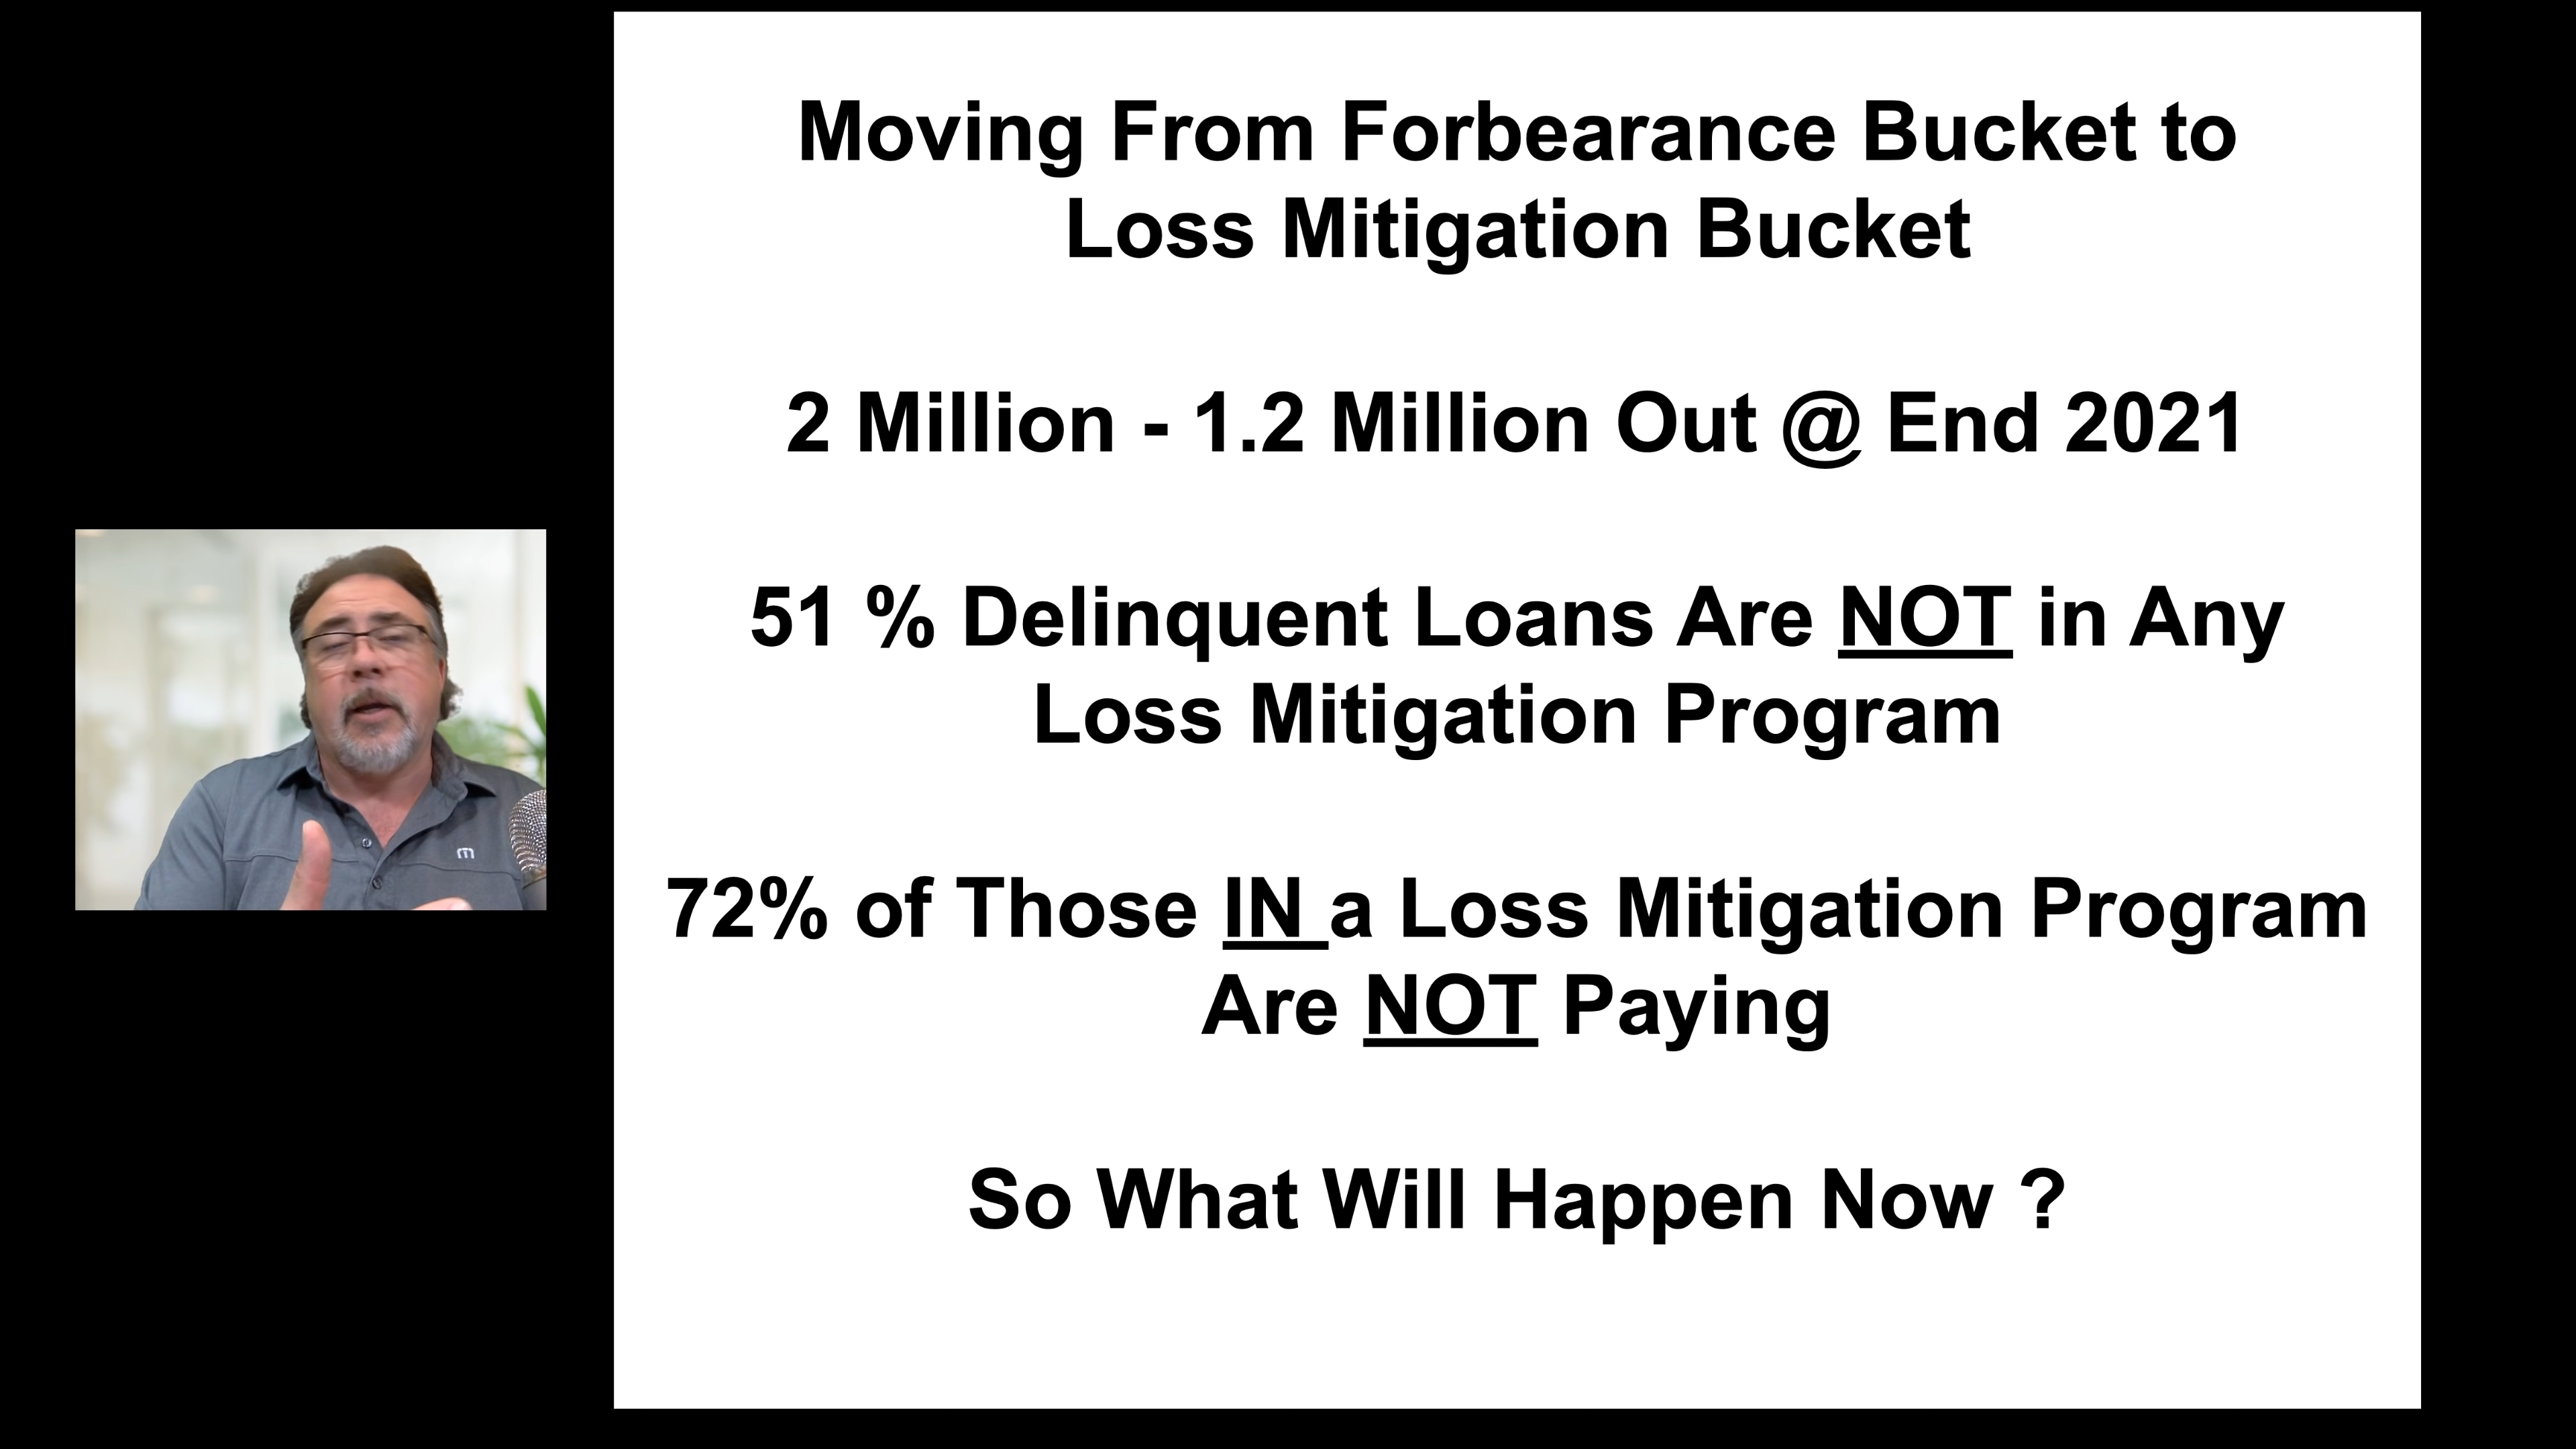 Moving From Forbearance Bucket to
Loss Mitigation Bucket
2 Million - 1.2 Million Out @ End 2021
51 % Delinquent Loans Are NOT in Any
Loss Mitigation Program
72% of Those IN a Loss Mitigation Program
Are NOT Paying
So What Will Happen Now ?
m